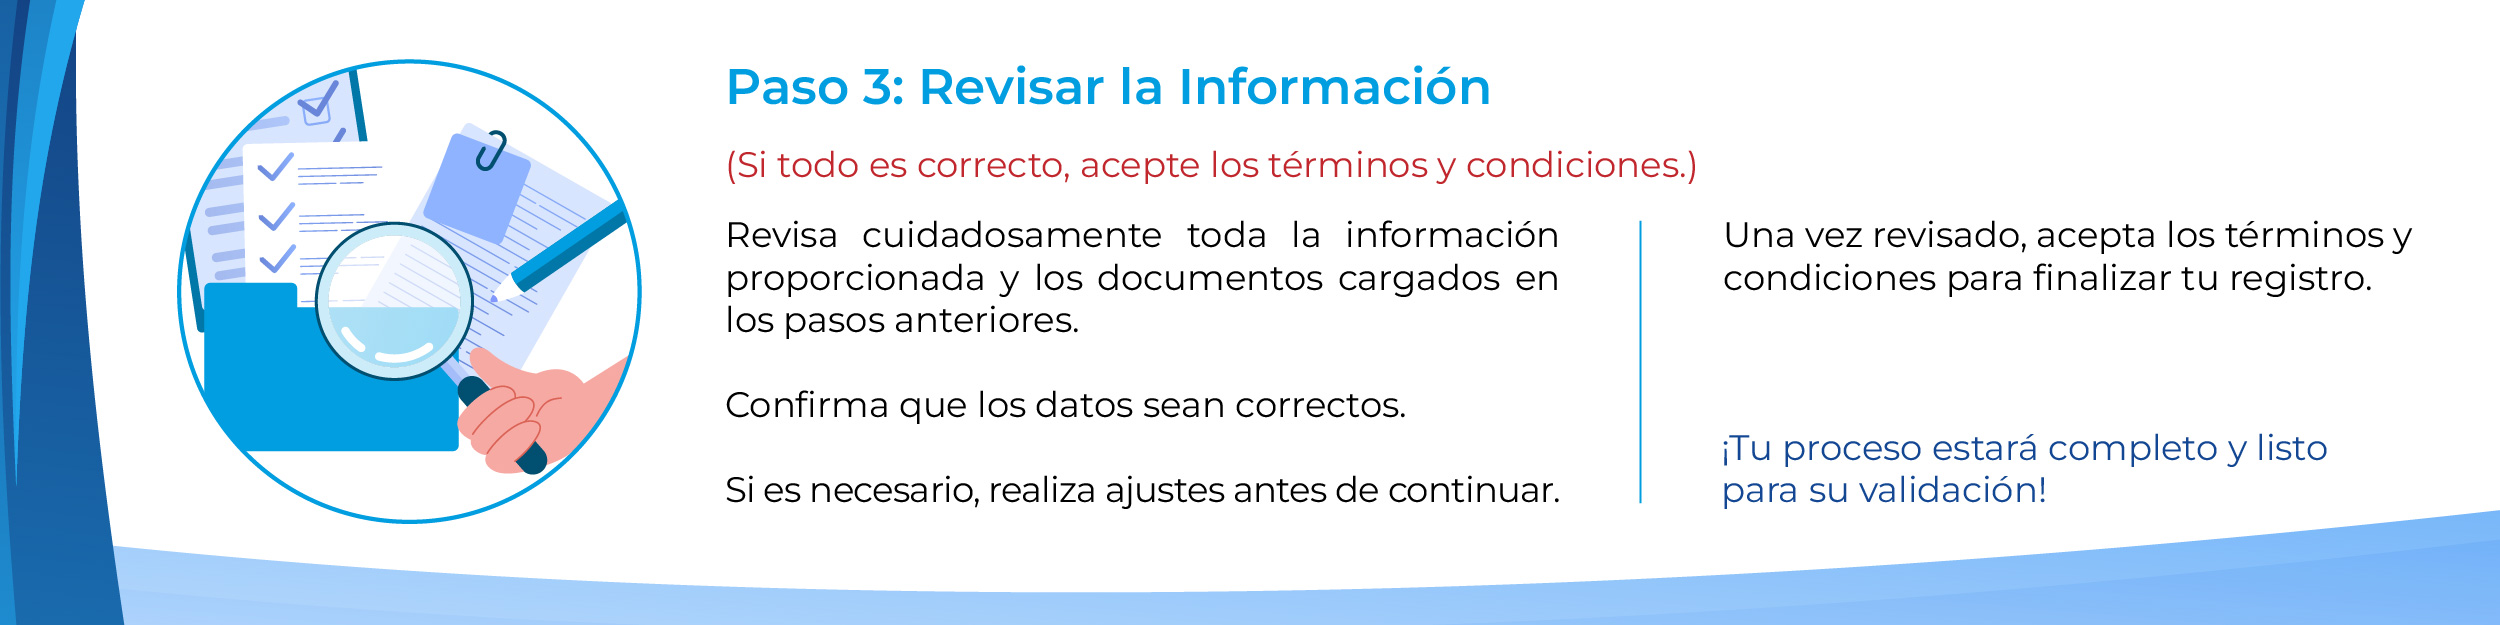 Paso 3: Revisar la Información
(Si todo es correcto, acepte los términos y condiciones.)
Revisa cuidadosamente toda la información
proporcionada y los documentos cargados en
los pasos anteriores.
Confirma que los datos sean correctos.
Si es necesario, realiza ajustes antes de continuar.
Una vez revisado, acepta los términos y
condiciones para finalizar tu registro.
¡Tu proceso estará completo y listo
para su validación!